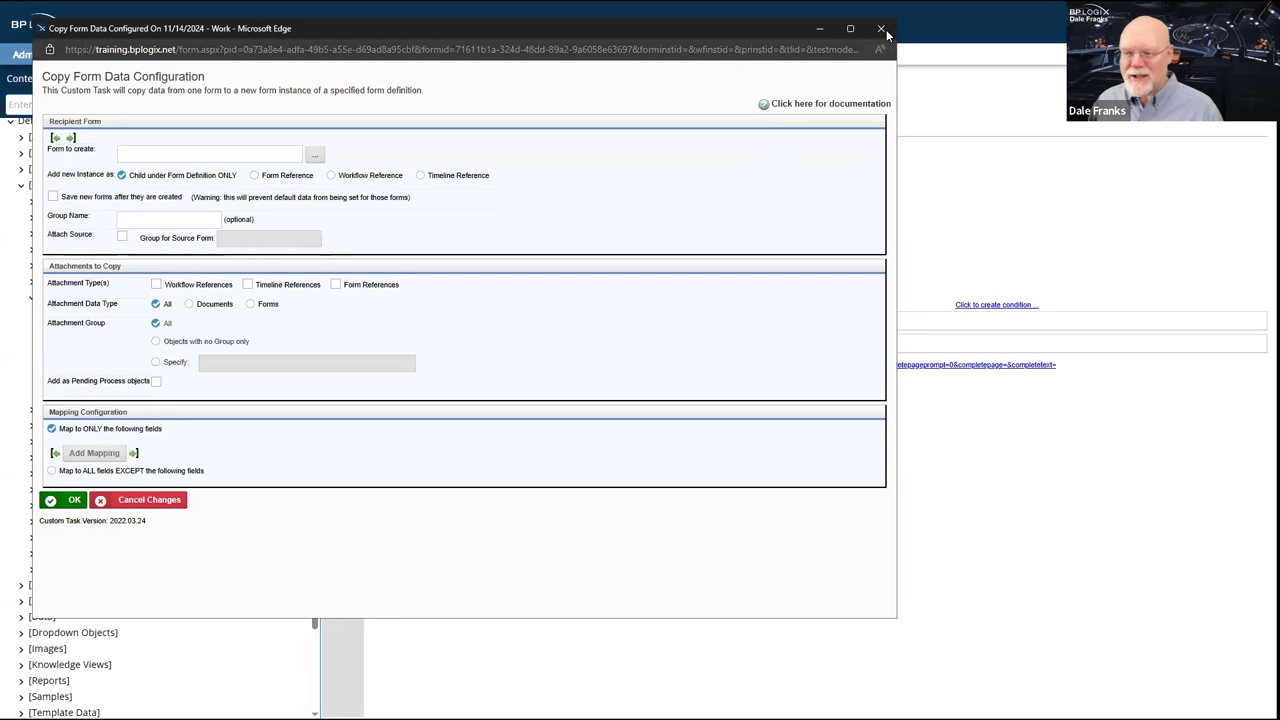 BP LOGIX
Copy Form Data Configured On 11/14/2024 - Work - Microsoft Edge
https://training.bplogix.net/form.aspx?pid=0a73a8e4-adfa-49b5-a55e-d69ad8a95cbf&formid=71611b1a-324d-48dd-89a2-9a6058e63697&forminstid=&wfinstid=&prinstid=&tlid=&testmode...
Dale Franks
Copy Form Data Configuration
This Custom Task will copy data from one form to a new form instance of a specified form definition.
Click here for documentation
Recipient Form
Form to create:
...
Add new Instance as: Child under Form Definition ONLY Form Reference Workflow Reference Timeline Reference
Save new forms after they are created (Warning: this will prevent default data from being set for those forms)
Group Name: (optional)
Attach Source: Group for Source Form:
Attachments to Copy
Attachment Type(s) Workflow References Timeline References Form References
Attachment Data Type All Documents Forms
Attachment Group All
Objects with no Group only
Specify:
Add as Pending Process objects
Mapping Configuration
Map to ONLY the following fields
Add Mapping
Map to ALL fields EXCEPT the following fields
OK Cancel Changes
Custom Task Version: 2022.03.24
Click to create condition ...
etepageprompt=0&completepage=&completetext=
[Dropdown Objects]
[Images]
[Knowledge Views]
[Reports]
[Samples]
[Template Data]